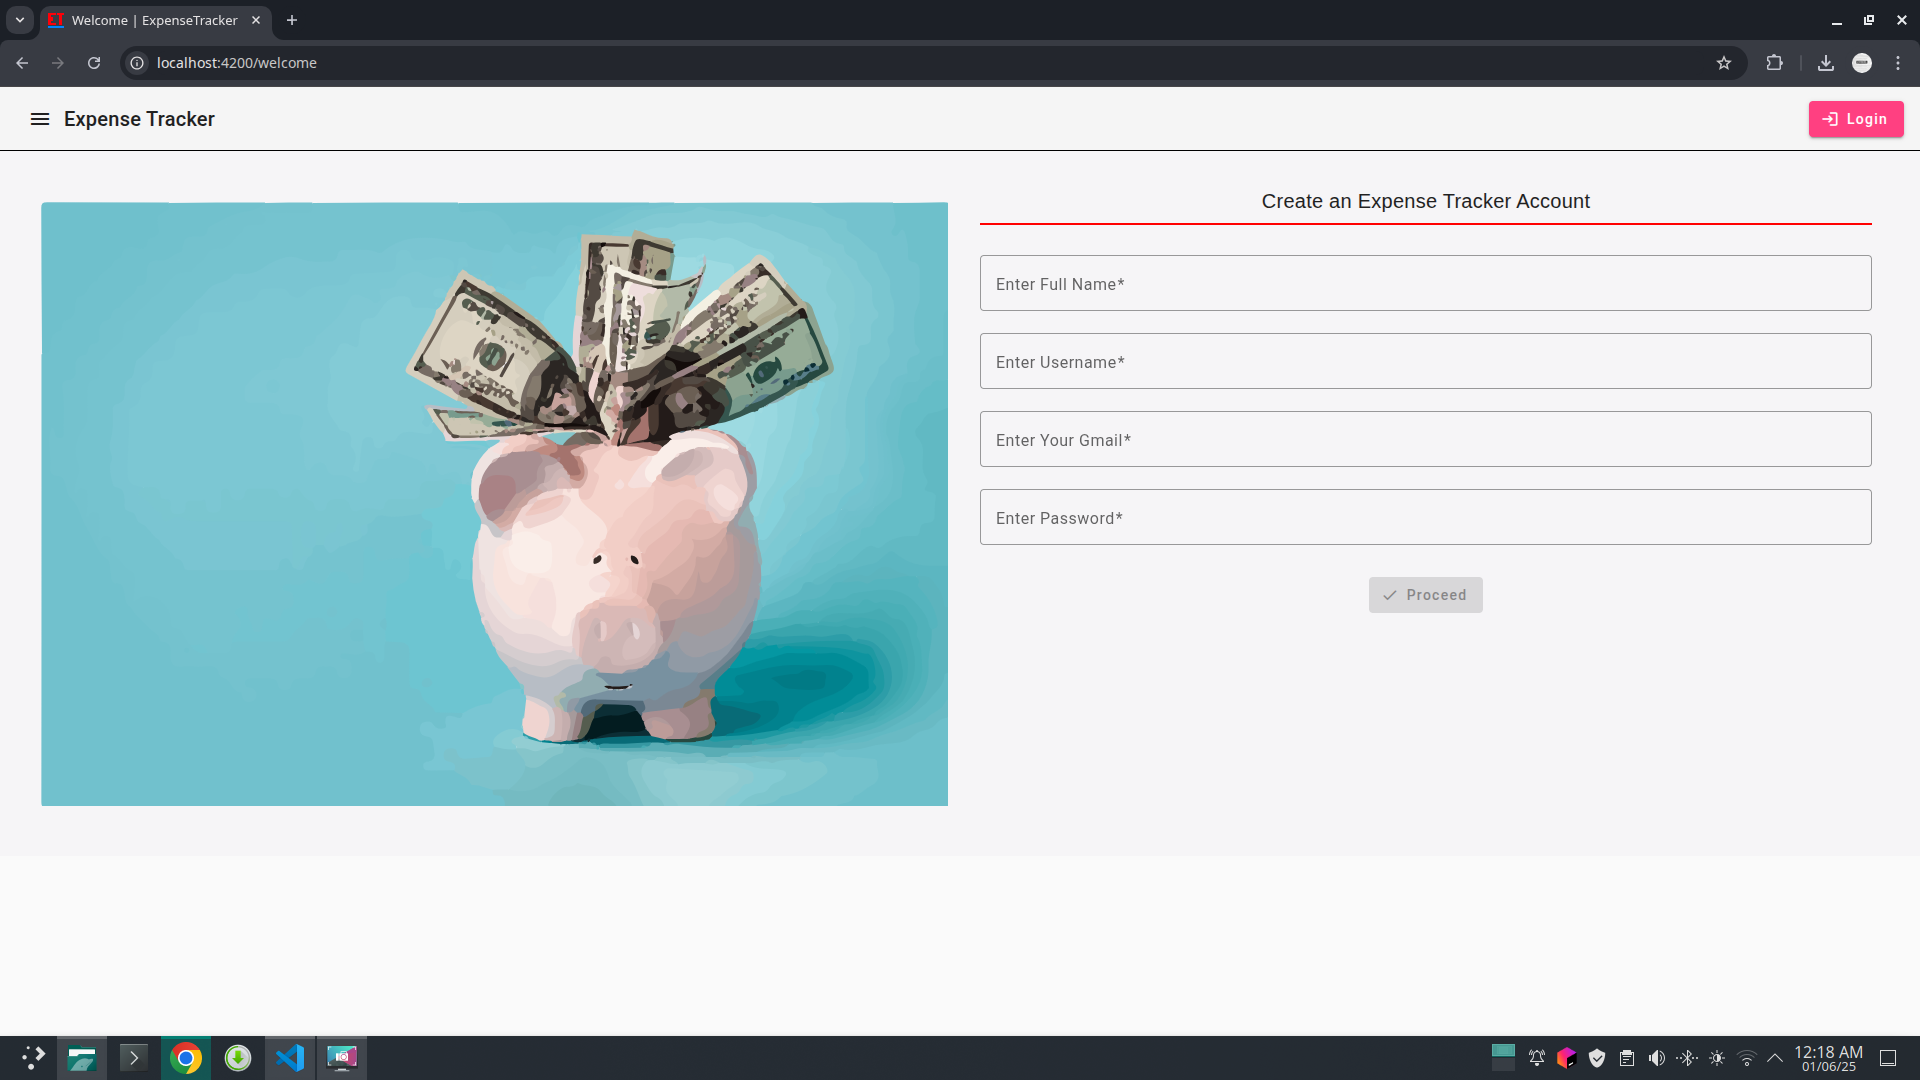 ET Welcome | ExpenseTracker
localhost:4200/welcome
Expense Tracker
Login
Create an Expense Tracker Account
Enter Full Name*
Enter Username*
Enter Your Gmail*
Enter Password*
Proceed
12:18 AM
01/06/25